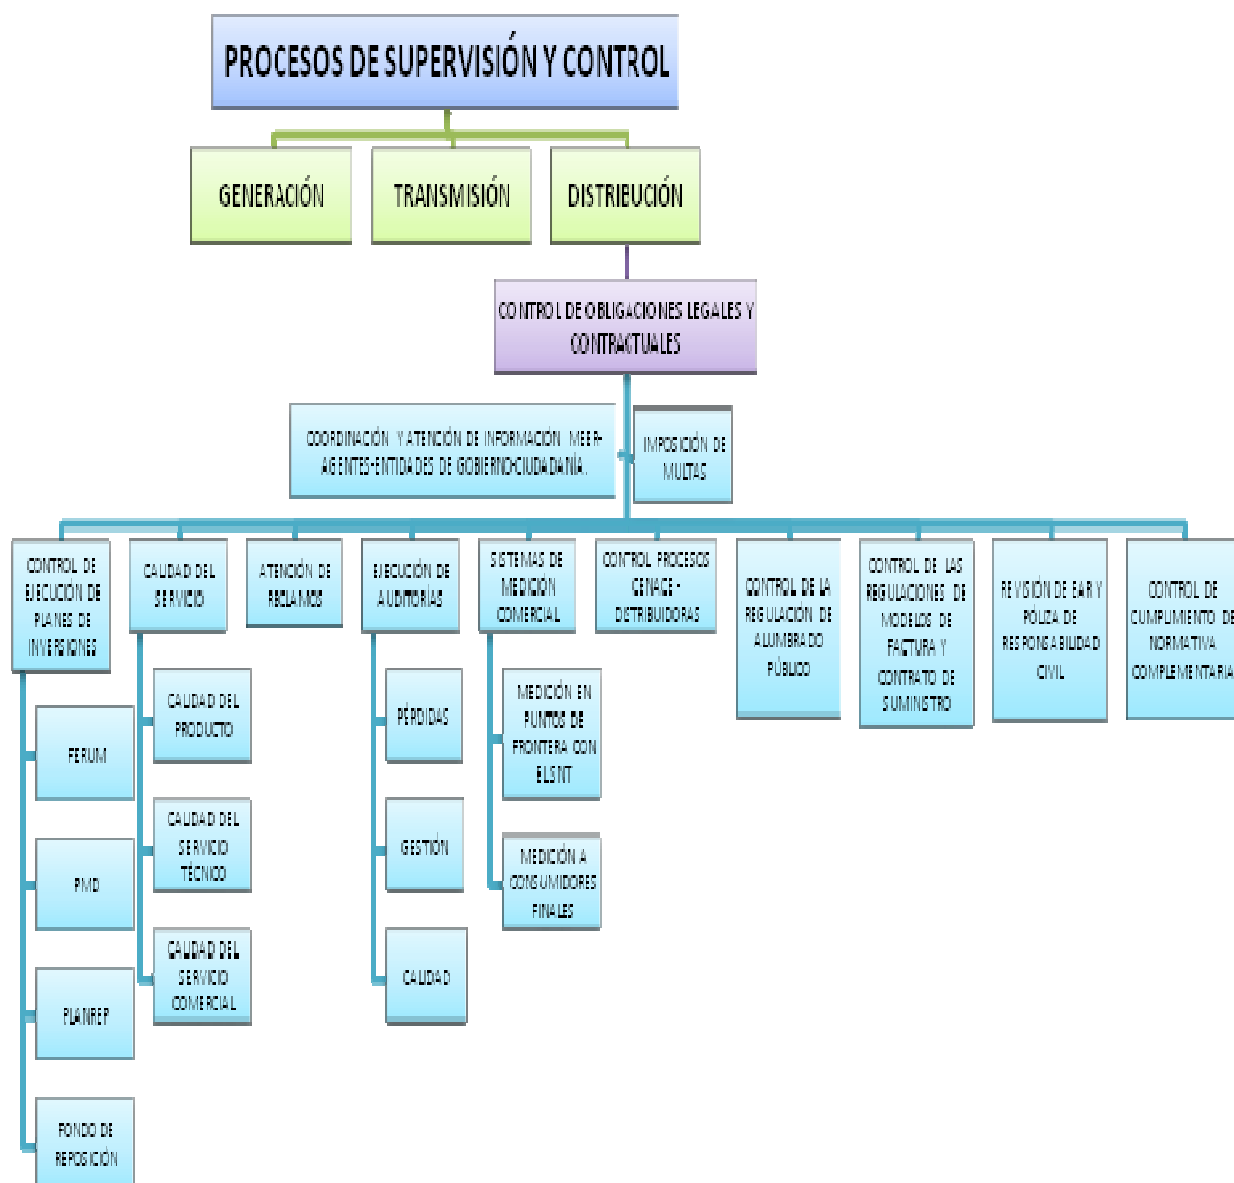 PROCESOS DE SUPERVISIÓN Y CONTROL
GENERACIÓN
TRANSMISIÓN
DISTRIBUCIÓN
CONTROL DE OBLIGACIONES LEGALES Y
CONTRACTUALES
COORDINACIÓN Y ATENCIÓN DE INFORMACIÓN MEER-
AGENTES-ENTIDADES DE GOBIERNO-CIUDADANÍA.
IMPOSICIÓN DE
MULTAS
CONTROL DE
EJECUCIÓN DE
PLANES DE
INVERSIONES
FERUM
PMD
PLANREP
FONDO DE
REPOSICIÓN
CALIDAD DEL
SERVICIO
CALIDAD DEL
PRODUCTO
CALIDAD DEL
SERVICIO
TÉCNICO
CALIDAD DEL
SERVICIO
COMERCIAL
ATENCIÓN DE
RECLAMOS
EJECUCIÓN DE
AUDITORÍAS
PÉRDIDAS
GESTIÓN
CALIDAD
SISTEMAS DE
MEDICIÓN
COMERCIAL
MEDICIÓN EN
PUNTOS DE
FRONTERA CON
EL SNT
MEDICIÓN A
CONSUMIDORES
FINALES
CONTROL PROCESOS
CENACE -
DISTRIBUIDORAS
CONTROL DE LA
REGULACIÓN DE
ALUMBRADO
PÚBLICO
CONTROL DE LAS
REGULACIONES DE
MODELOS DE
FACTURA Y
CONTRATO DE
SUMINISTRO
REVISIÓN DE EAR Y
PÓLIZA DE
RESPONSABILIDAD
CIVIL
CONTROL DE
CUMPLIMIENTO DE
NORMATIVA
COMPLEMENTARIA